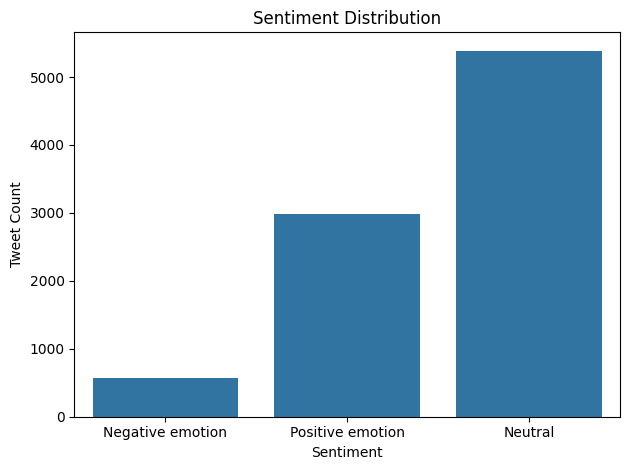 Sentiment Distribution
Tweet Count
5000
4000
3000
2000
1000
0
Negative emotion
Positive emotion
Neutral
Sentiment